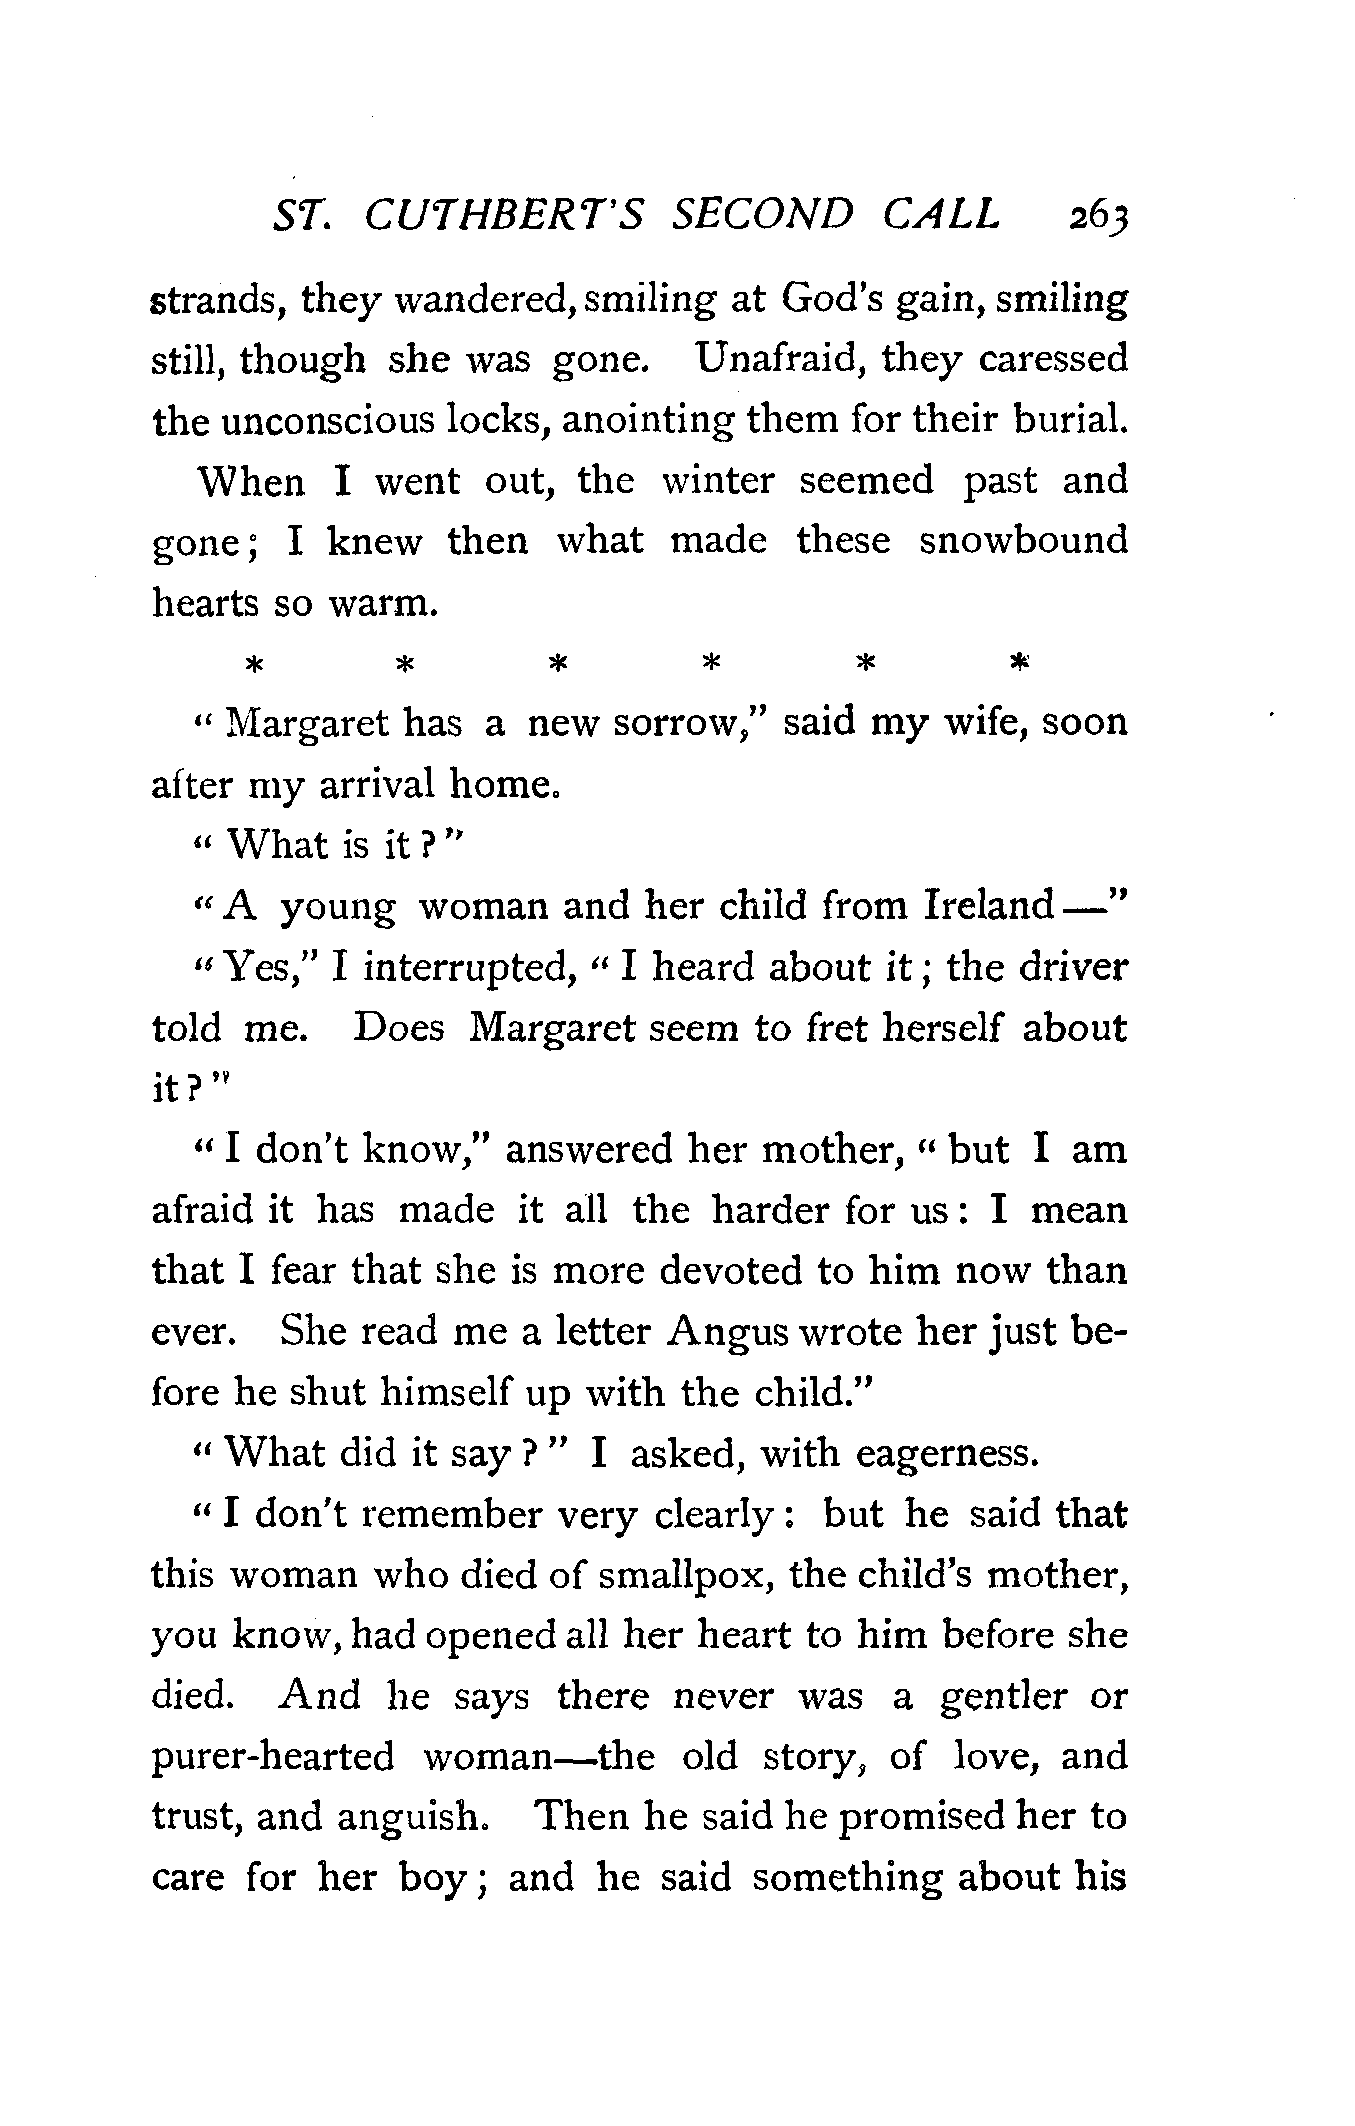 ST. CUTHBERT'S SECOND CALL 263
strands, they wandered, smiling at God's gain, smiling
still, though she was gone. Unafraid, they caressed
the unconscious locks, anointing them for their burial.
When I went out, the winter seemed past and
gone; I knew then what made these snowbound
hearts so warm.
* * * * * *
" Margaret has a new sorrow," said my wife, soon
after my arrival home.
" What is it ? "
" A young woman and her child from Ireland—"
" Yes," I interrupted, " I heard about it ; the driver
told me. Does Margaret seem to fret herself about
it ? "
" I don't know," answered her mother, " but I am
afraid it has made it all the harder for us : I mean
that I fear that she is more devoted to him now than
ever. She read me a letter Angus wrote her just be-
fore he shut himself up with the child."
" What did it say ? " I asked, with eagerness.
" I don't remember very clearly : but he said that
this woman who died of smallpox, the child's mother,
you know, had opened all her heart to him before she
died. And he says there never was a gentler or
purer-hearted woman—the old story, of love, and
trust, and anguish. Then he said he promised her to
care for her boy ; and he said something about his